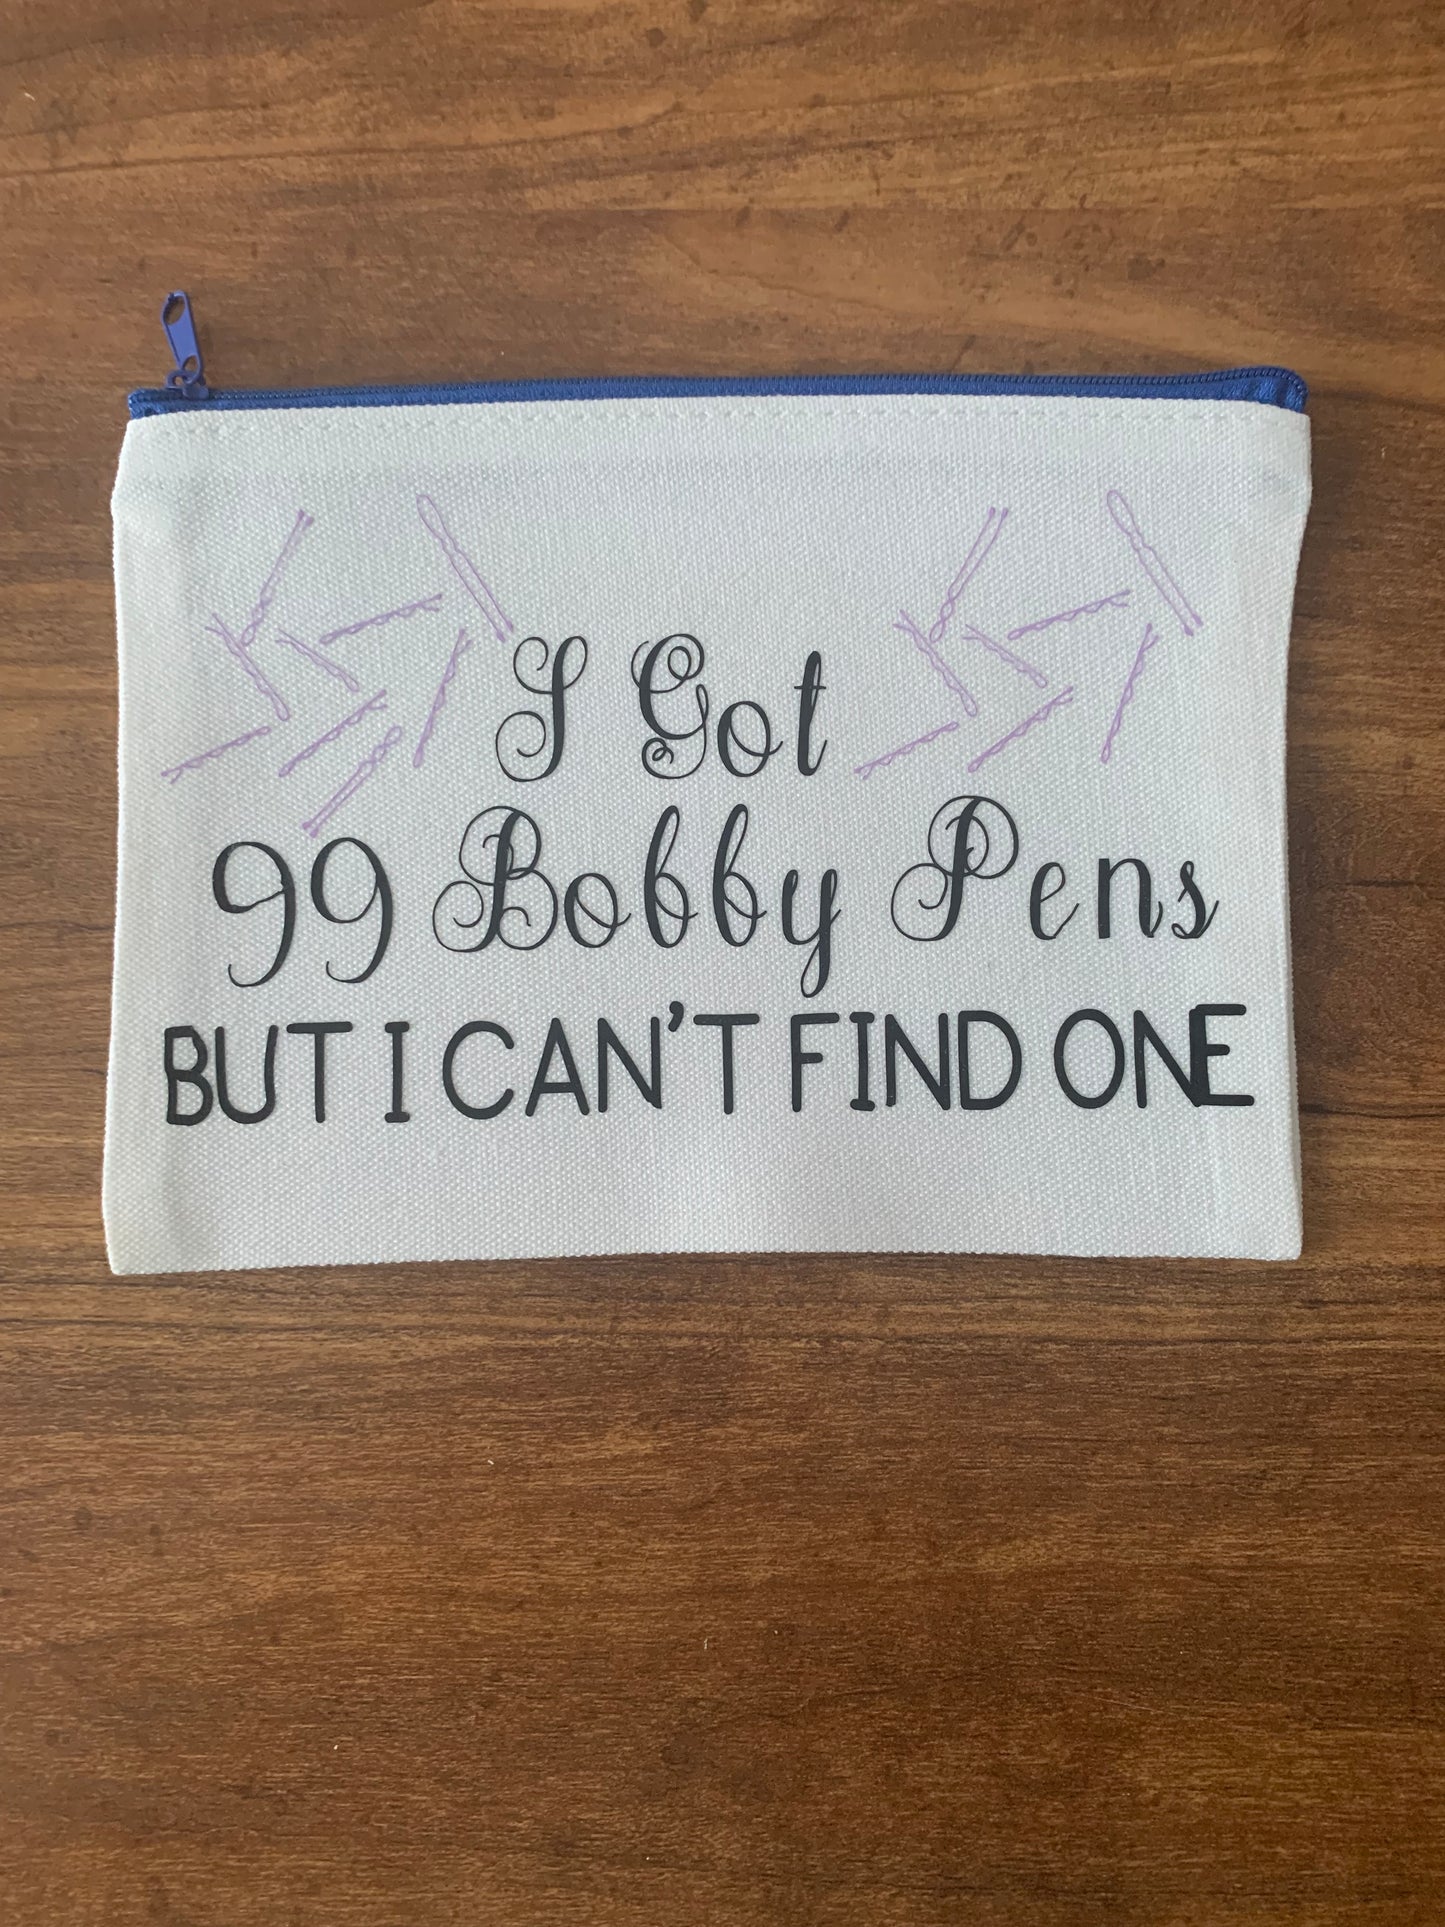 I Got
99 Bobby Pens
BUT I CAN'T FIND ONE